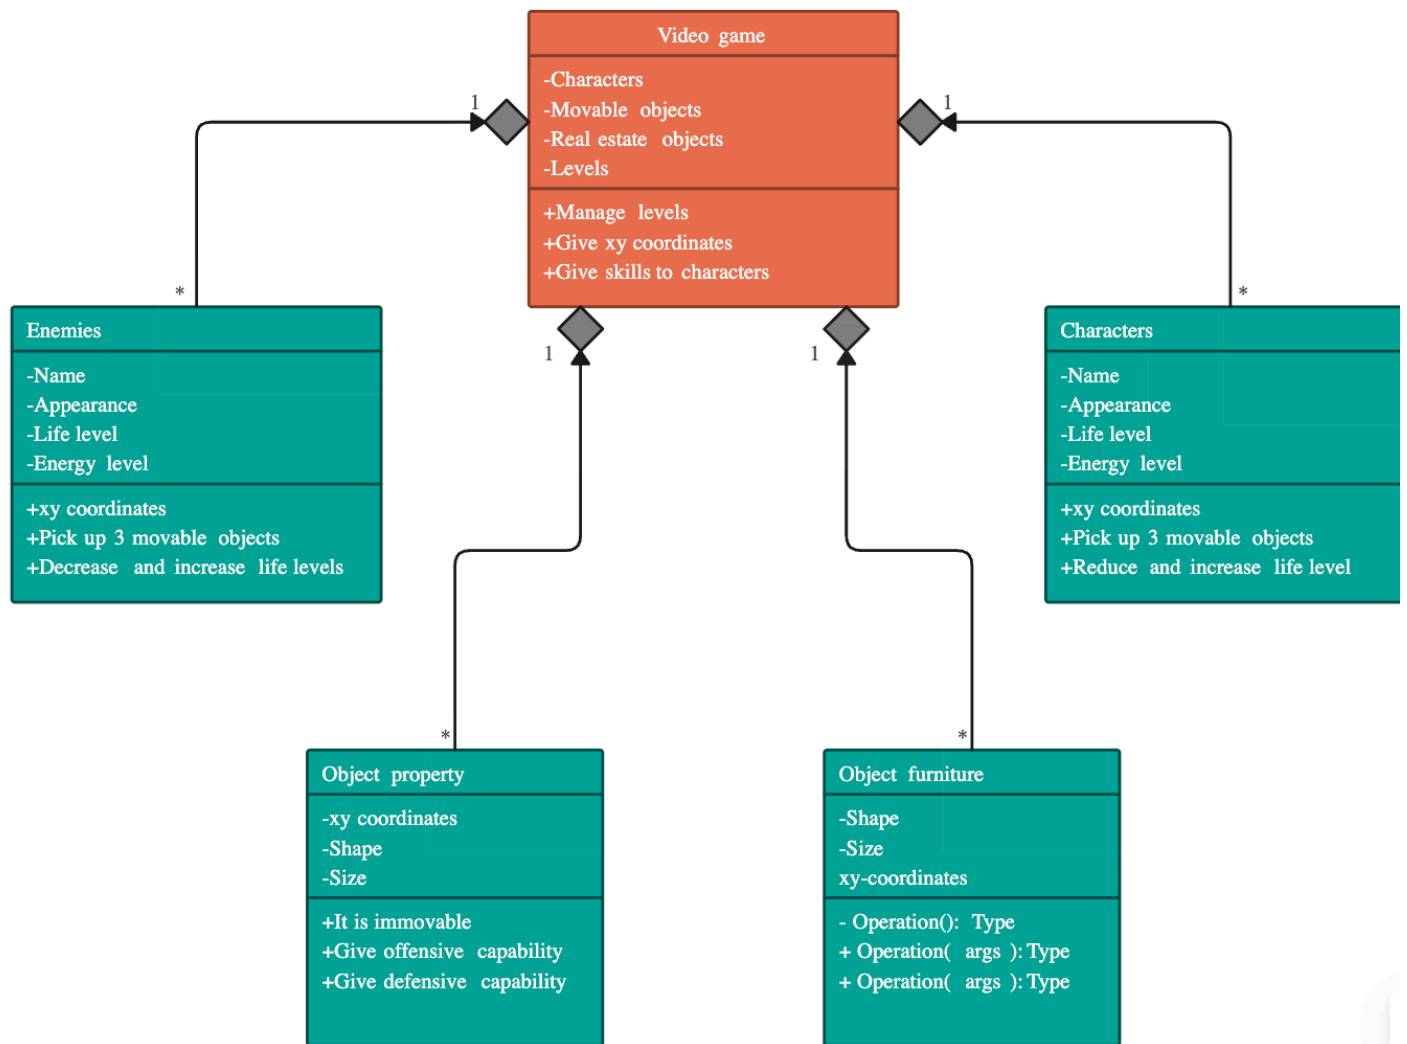 Video game
-Characters
-Movable objects
-Real estate objects
-Levels
+Manage levels
+Give xy coordinates
+Give skills to characters
1
1
1
1
*
*
Enemies
-Name
-Appearance
-Life level
-Energy level
+xy coordinates
+Pick up 3 movable objects
+Decrease and increase life levels
Characters
-Name
-Appearance
-Life level
-Energy level
+xy coordinates
+Pick up 3 movable objects
+Reduce and increase life level
*
*
Object property
-xy coordinates
-Shape
-Size
+It is immovable
+Give offensive capability
+Give defensive capability
Object furniture
-Shape
-Size
xy-coordinates
- Operation(): Type
+ Operation( args ): Type
+ Operation( args ): Type